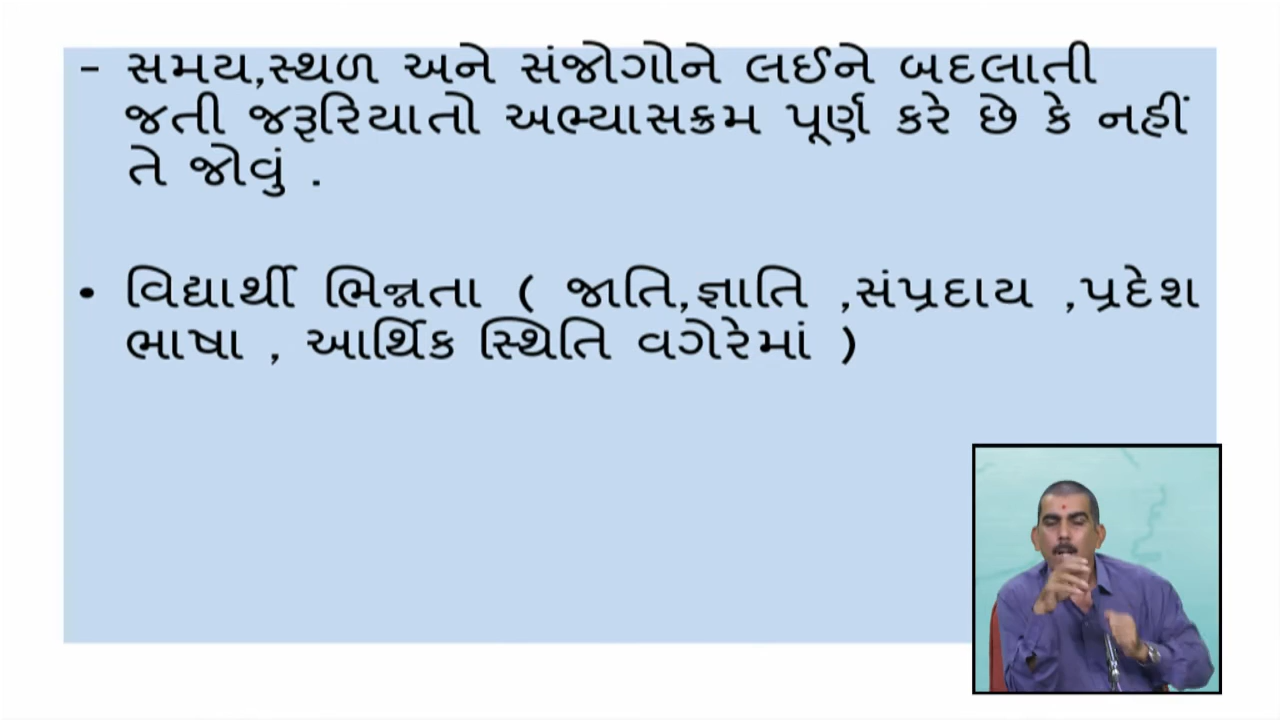 - સમય,સ્થળ અને સંજોગોને લઈને બદલાતી
જતી જરૂરિયાતો અભ્યાસક્રમ પૂર્ણ કરે છે કે નહીં
તે જોવું .
• વિદ્યાર્થી ભિન્નતા ( જાતિ,જ્ઞાતિ ,સંપ્રદાય ,પ્રદેશ
ભાષા , આર્થિક સ્થિતિ વગેરેમાં )